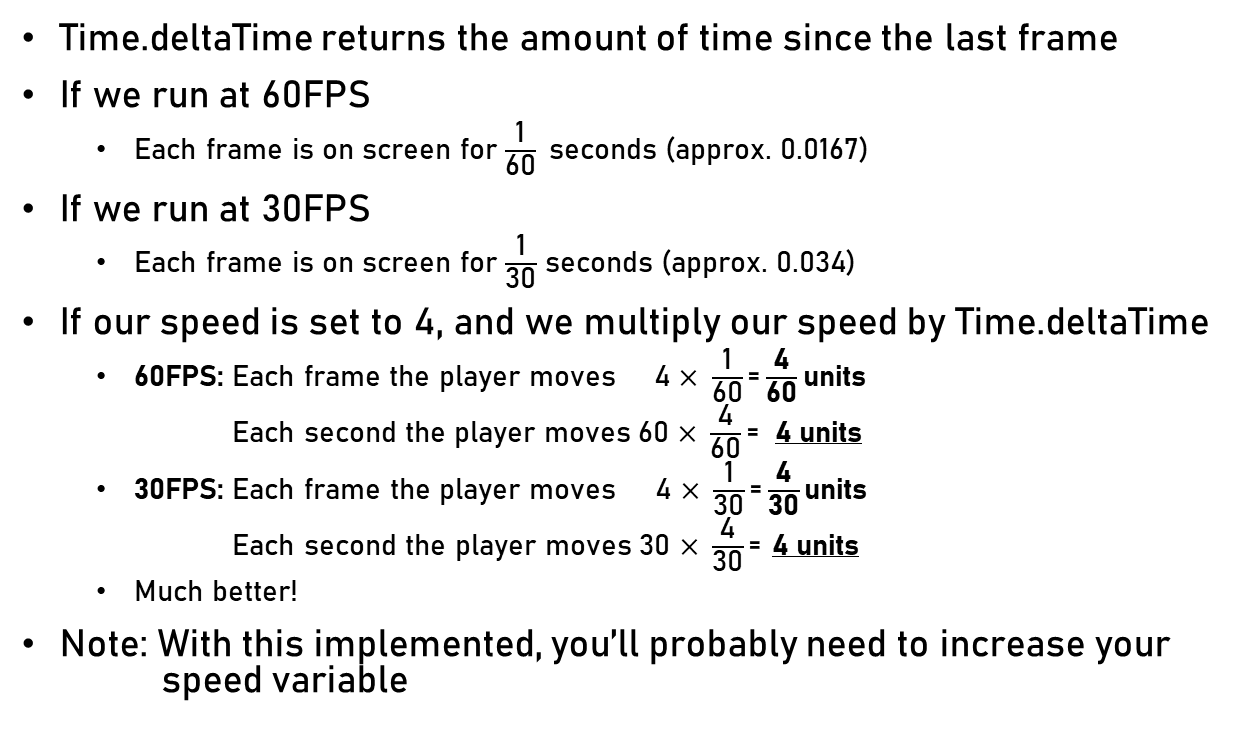 • Time.deltaTime returns the amount of time since the last frame
• If we run at 60FPS
• Each frame is on screen for 1/60 seconds (approx. 0.0167)
• If we run at 30FPS
• Each frame is on screen for 1/30 seconds (approx. 0.034)
• If our speed is set to 4, and we multiply our speed by Time.deltaTime
• 60FPS: Each frame the player moves 4 × 1/60 = 4/60 units
Each second the player moves 60 × 4/60 = 4 units
• 30FPS: Each frame the player moves 4 × 1/30 = 4/30 units
Each second the player moves 30 × 4/30 = 4 units
• Much better!
• Note: With this implemented, you'll probably need to increase your
speed variable